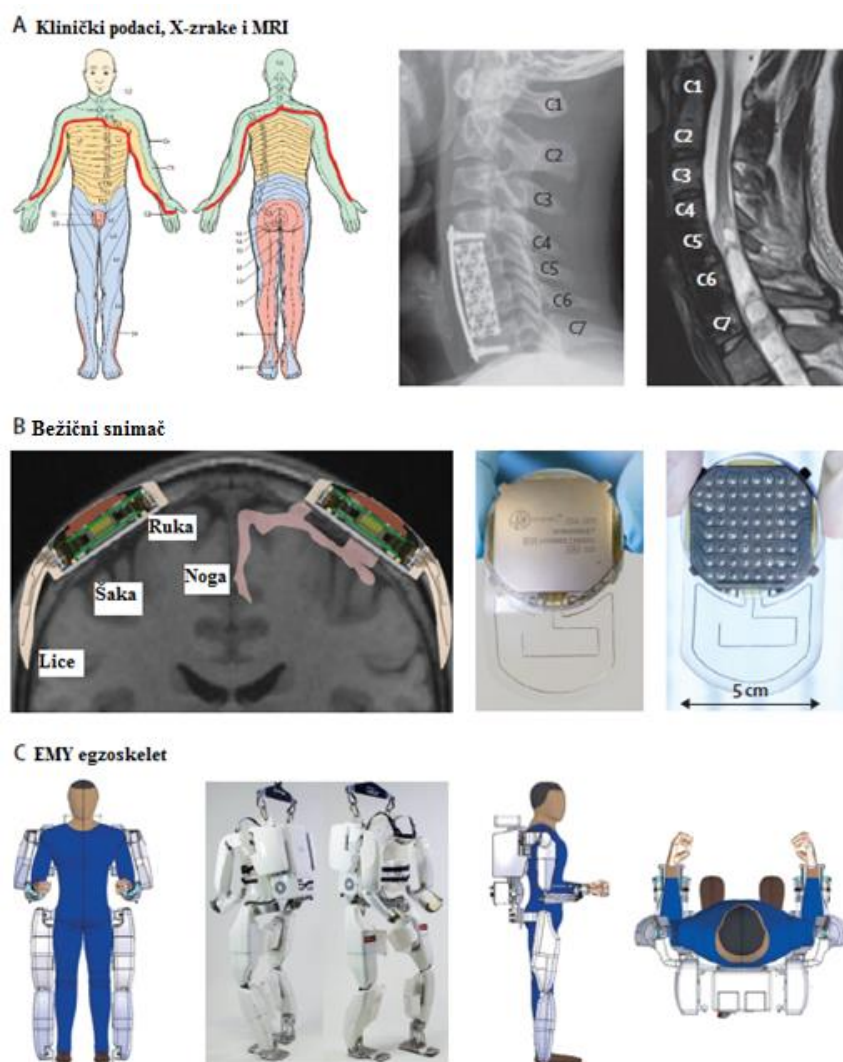 A Klinički podaci, X-zrake i MRI
C1
C2
C3
C4
C5
C6
C7
C1
C2
C3
C4
C5
C6
C7
B Bežični snimač
Ruka
Šaka
Noga
Lice
5 cm
C EMY egzoskelet